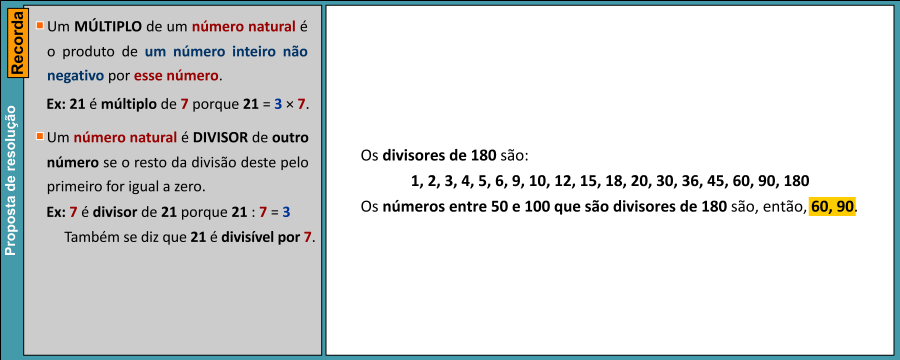 Recorda
Proposta de resolução
Um MÚLTIPLO de um número natural é
o produto de um número inteiro não
negativo por esse número.
Ex: 21 é múltiplo de 7 porque 21 = 3 × 7.
Um número natural é DIVISOR de outro
número se o resto da divisão deste pelo
primeiro for igual a zero.
Ex: 7 é divisor de 21 porque 21 : 7 = 3
Também se diz que 21 é divisível por 7.
Os divisores de 180 são:
1, 2, 3, 4, 5, 6, 9, 10, 12, 15, 18, 20, 30, 36, 45, 60, 90, 180
Os números entre 50 e 100 que são divisores de 180 são, então, 60, 90.